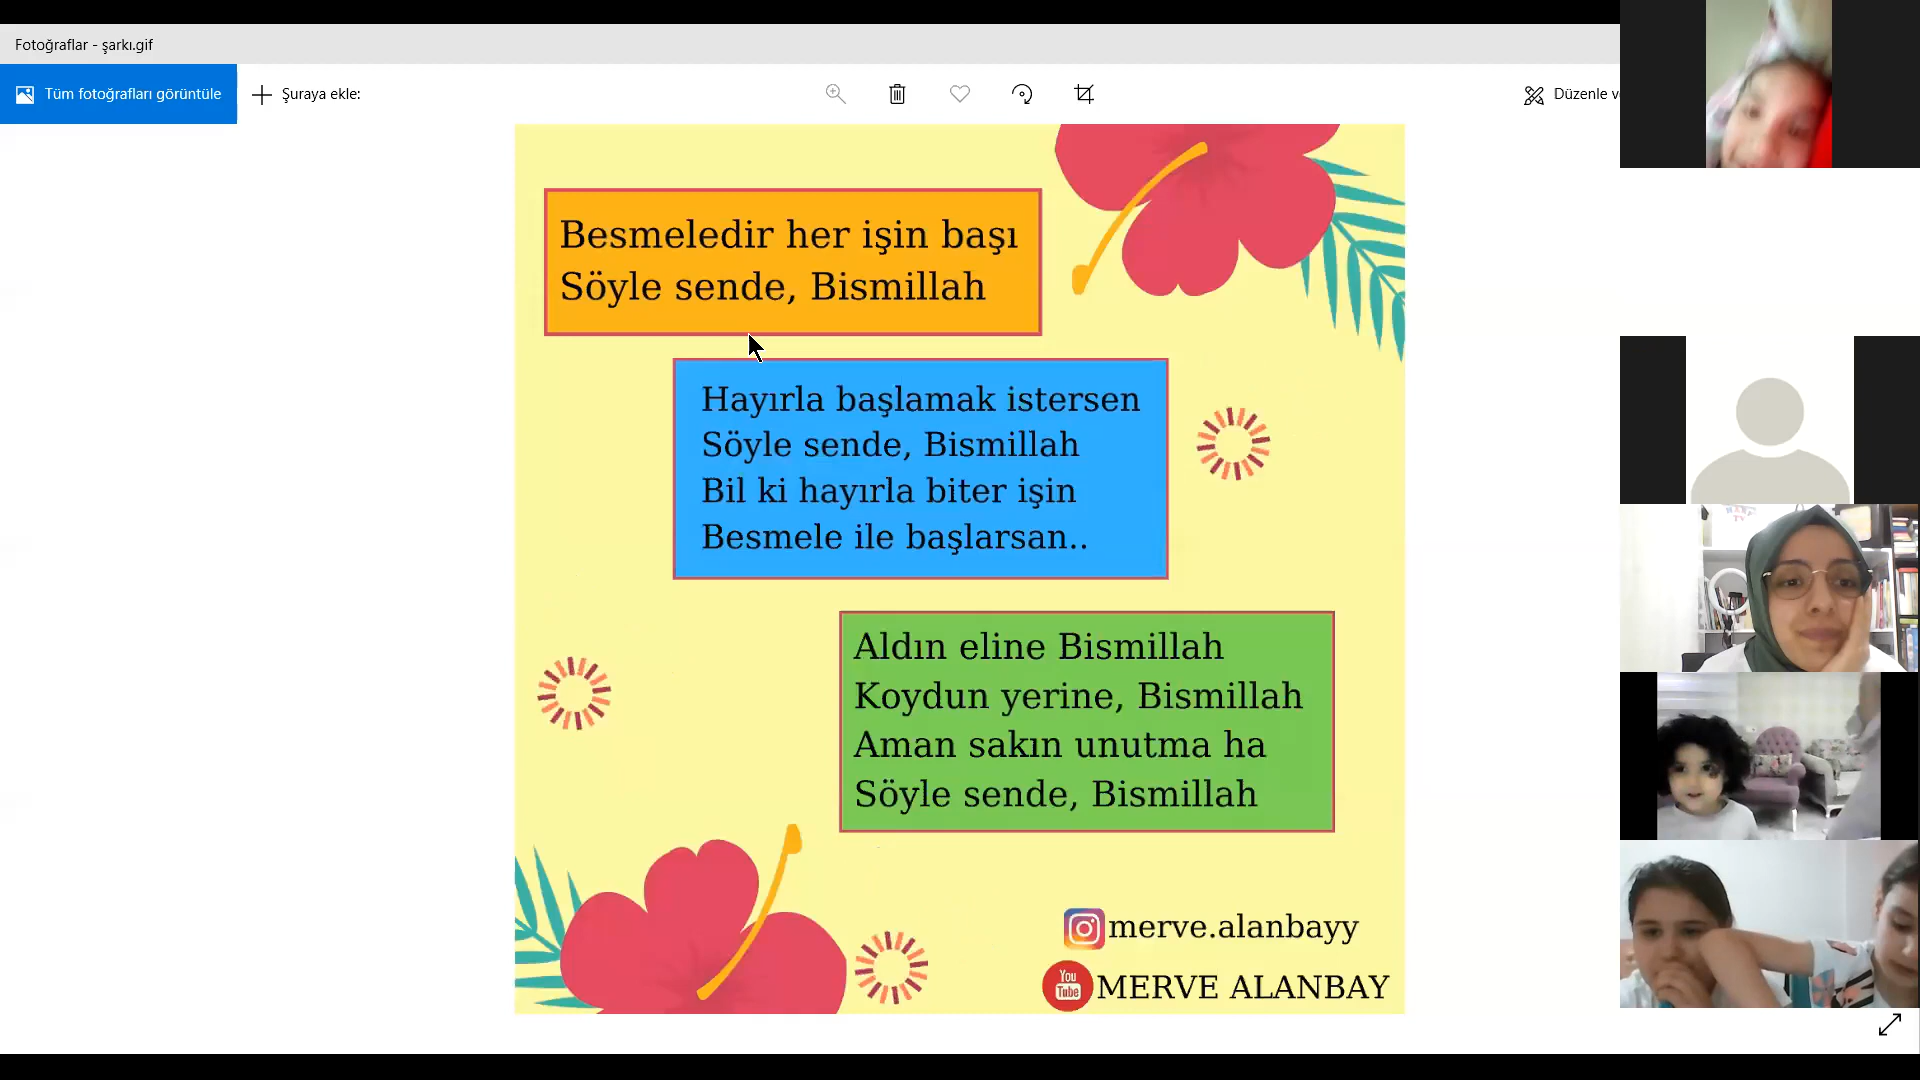 Fotoğraflar - şarkı.gif
Tüm fotoğrafları görüntüle
Şuraya ekle:
Düzenle v
Besmeledir her işin başı
Söyle sende, Bismillah
Hayırla başlamak istersen
Söyle sende, Bismillah
Bil ki hayırla biter işin
Besmele ile başlarsan..
Aldın eline Bismillah
Koydun yerine, Bismillah
Aman sakın unutma ha
Söyle sende, Bismillah
merve.alanbayy
You
Tube
MERVE ALANBAY